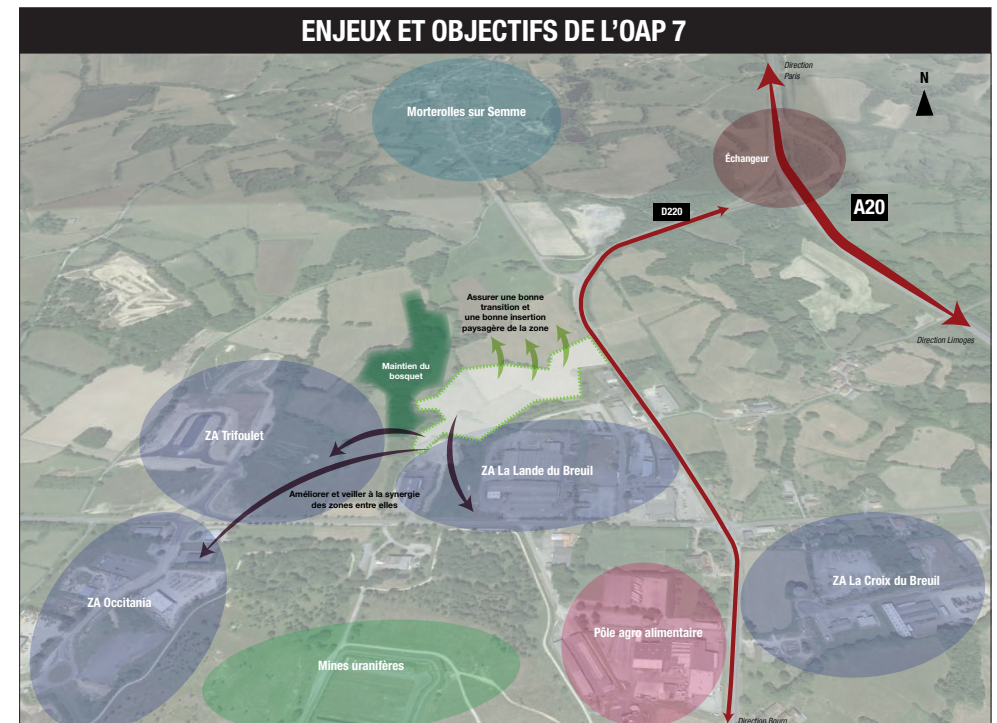 ENJEUX ET OBJECTIFS DE L'OAP 7
Direction
Paris
N
Morterolles sur Semme
Échangeur
D220
A20
Assurer une bonne
transition et
une bonne insertion
paysagère de la zone
Direction Limoges
Maintien du
bosquet
ZA Trifoulet
ZA La Lande du Breuil
Améliorer et veiller à la synergie
des zones entre elles
ZA La Croix du Breuil
ZA Occitania
Pôle agro alimentaire
Mines uranifères
Direction Bourn